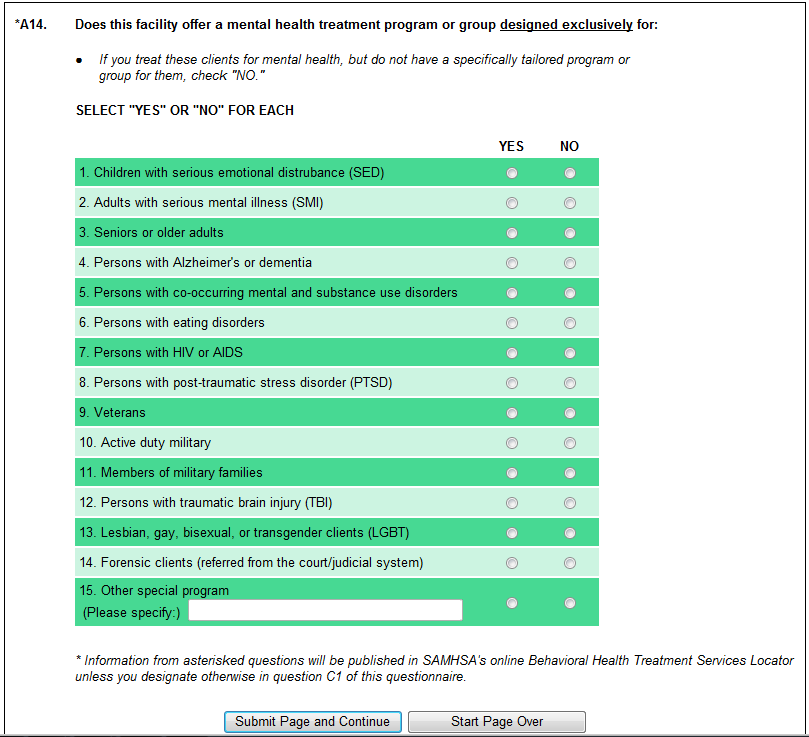 *A14. Does this facility offer a mental health treatment program or group designed exclusively for:
• If you treat these clients for mental health, but do not have a specifically tailored program or
group for them, check "NO."
SELECT "YES" OR "NO" FOR EACH
YES NO
1. Children with serious emotional distrubance (SED)
2. Adults with serious mental illness (SMI)
3. Seniors or older adults
4. Persons with Alzheimer's or dementia
5. Persons with co-occurring mental and substance use disorders
6. Persons with eating disorders
7. Persons with HIV or AIDS
8. Persons with post-traumatic stress disorder (PTSD)
9. Veterans
10. Active duty military
11. Members of military families
12. Persons with traumatic brain injury (TBI)
13. Lesbian, gay, bisexual, or transgender clients (LGBT)
14. Forensic clients (referred from the court/judicial system)
15. Other special program
(Please specify:)
* Information from asterisked questions will be published in SAMHSA's online Behavioral Health Treatment Services Locator
unless you designate otherwise in question C1 of this questionnaire.
Submit Page and Continue Start Page Over